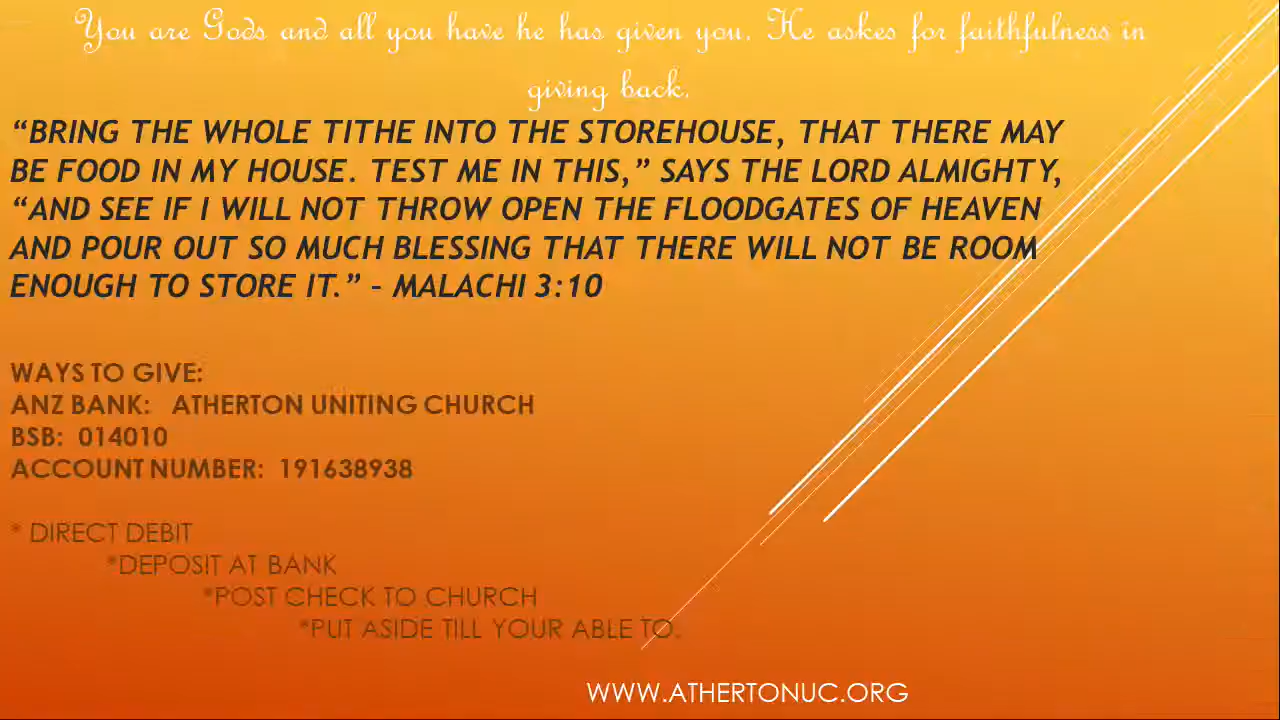 You are Gods and all you have he has given you. He askes for faithfulness in
giving back.
“BRING THE WHOLE TITHE INTO THE STOREHOUSE, THAT THERE MAY
BE FOOD IN MY HOUSE. TEST ME IN THIS,” SAYS THE LORD ALMIGHTY,
“AND SEE IF I WILL NOT THROW OPEN THE FLOODGATES OF HEAVEN
AND POUR OUT SO MUCH BLESSING THAT THERE WILL NOT BE ROOM
ENOUGH TO STORE IT.” – MALACHI 3:10
WAYS TO GIVE:
ANZ BANK: ATHERTON UNITING CHURCH
BSB: 014010
ACCOUNT NUMBER: 191638938
* DIRECT DEBIT
*DEPOSIT AT BANK
*POST CHECK TO CHURCH
*PUT ASIDE TILL YOUR ABLE TO.
WWW.ATHERTONUC.ORG